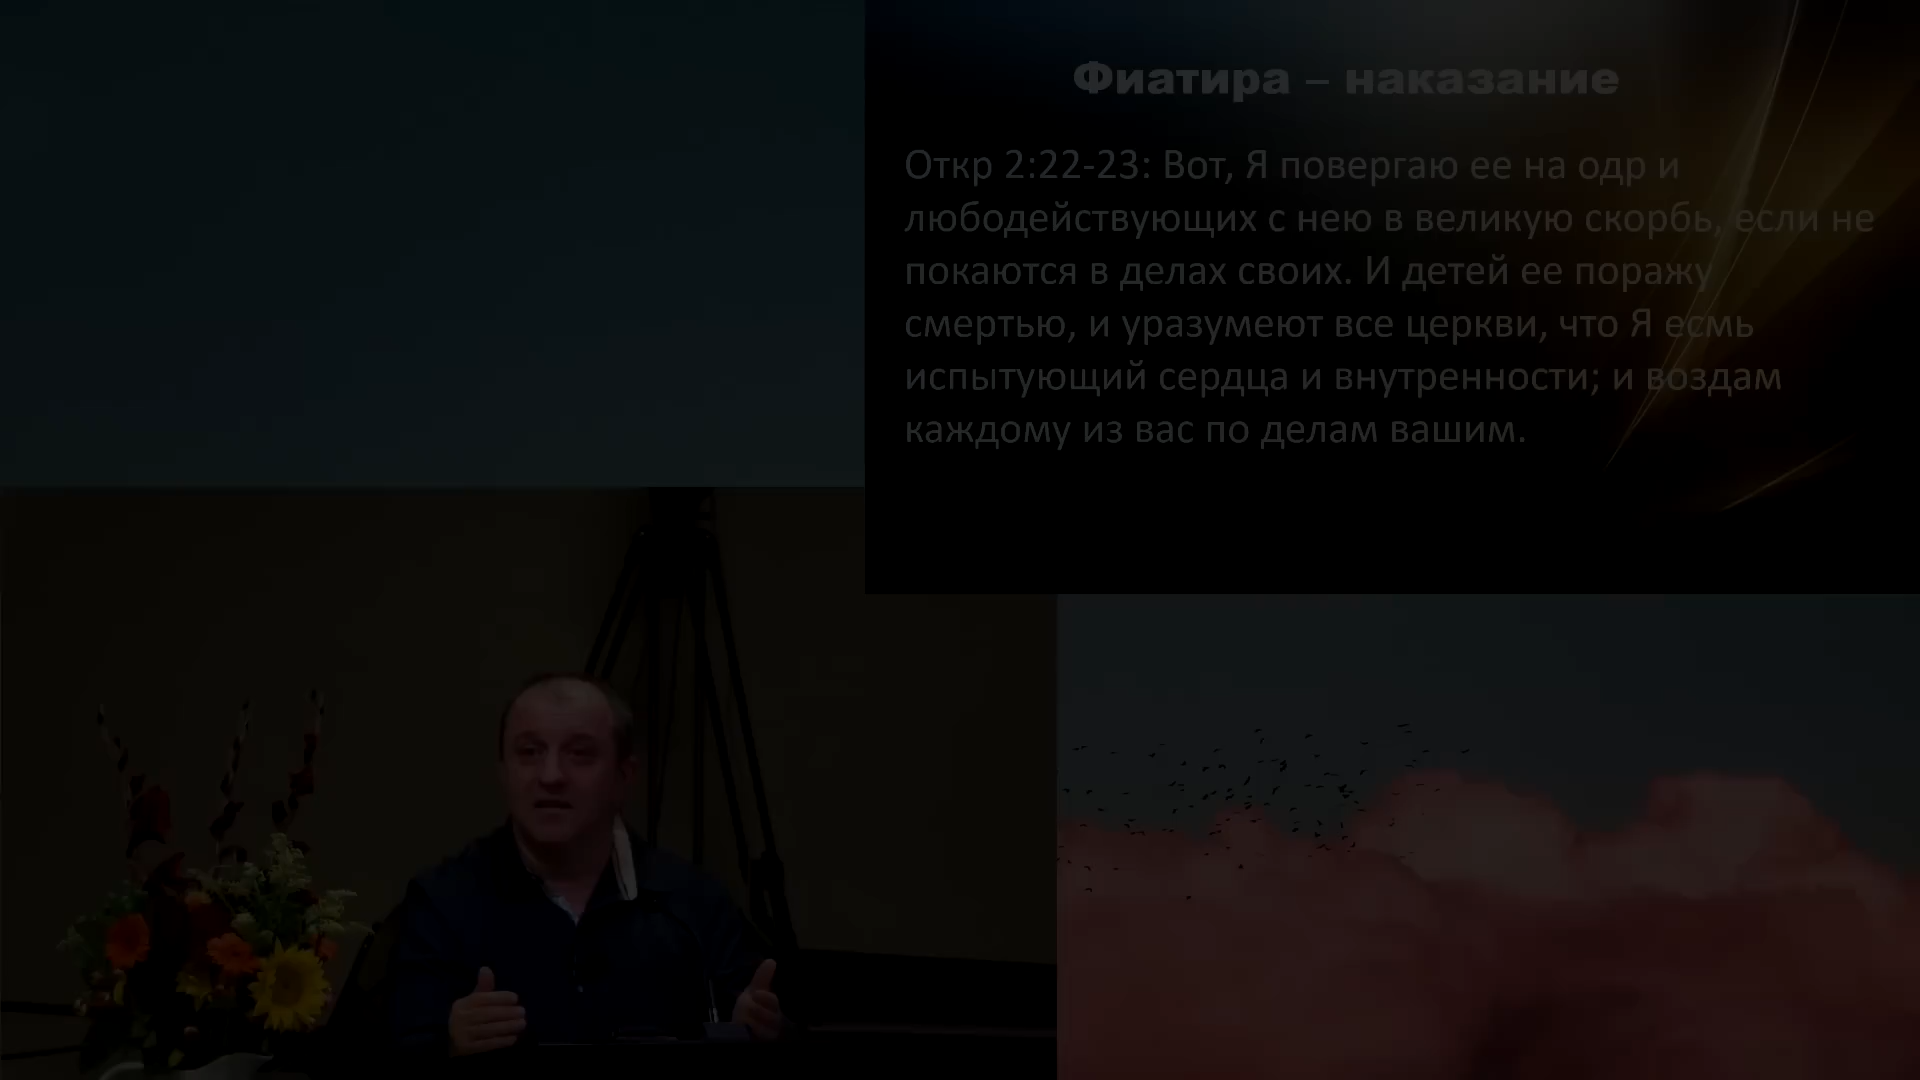 Фиатира – наказание
Откр 2:22-23: Вот, Я повергаю ее на одр и
любодействующих с нею в великую скорбь, если не
покаются в делах своих. И детей ее поражу
смертью, и уразумеют все церкви, что Я есмь
испытующий сердца и внутренности; и воздам
каждому из вас по делам вашим.